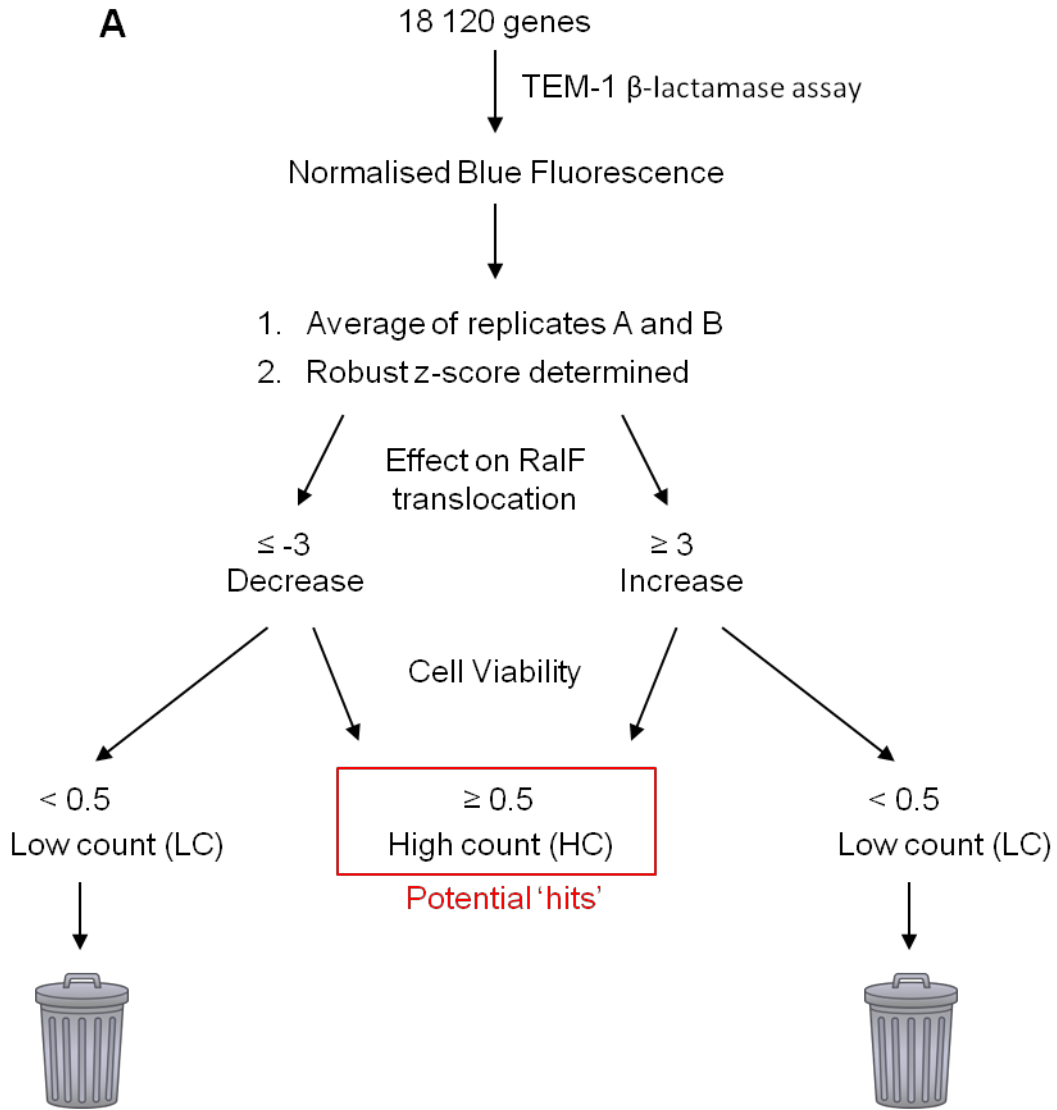 A
18 120 genes
TEM-1 β-lactamase assay
Normalised Blue Fluorescence
1. Average of replicates A and B
2. Robust z-score determined
Effect on RalF
translocation
≤ -3
Decrease
≥ 3
Increase
Cell Viability
< 0.5
Low count (LC)
≥ 0.5
High count (HC)
< 0.5
Low count (LC)
Potential ‘hits’